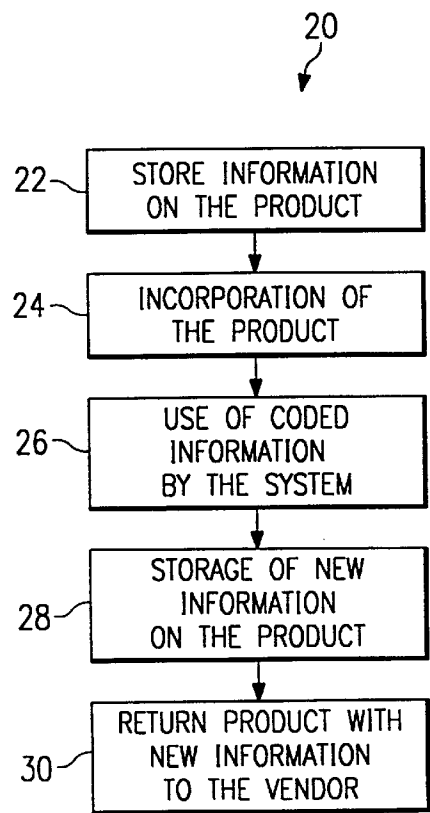 20
22
STORE INFORMATION
ON THE PRODUCT
24
INCORPORATION OF
THE PRODUCT
26
USE OF CODED
INFORMATION
BY THE SYSTEM
28
STORAGE OF NEW
INFORMATION
ON THE PRODUCT
30
RETURN PRODUCT WITH
NEW INFORMATION
TO THE VENDOR